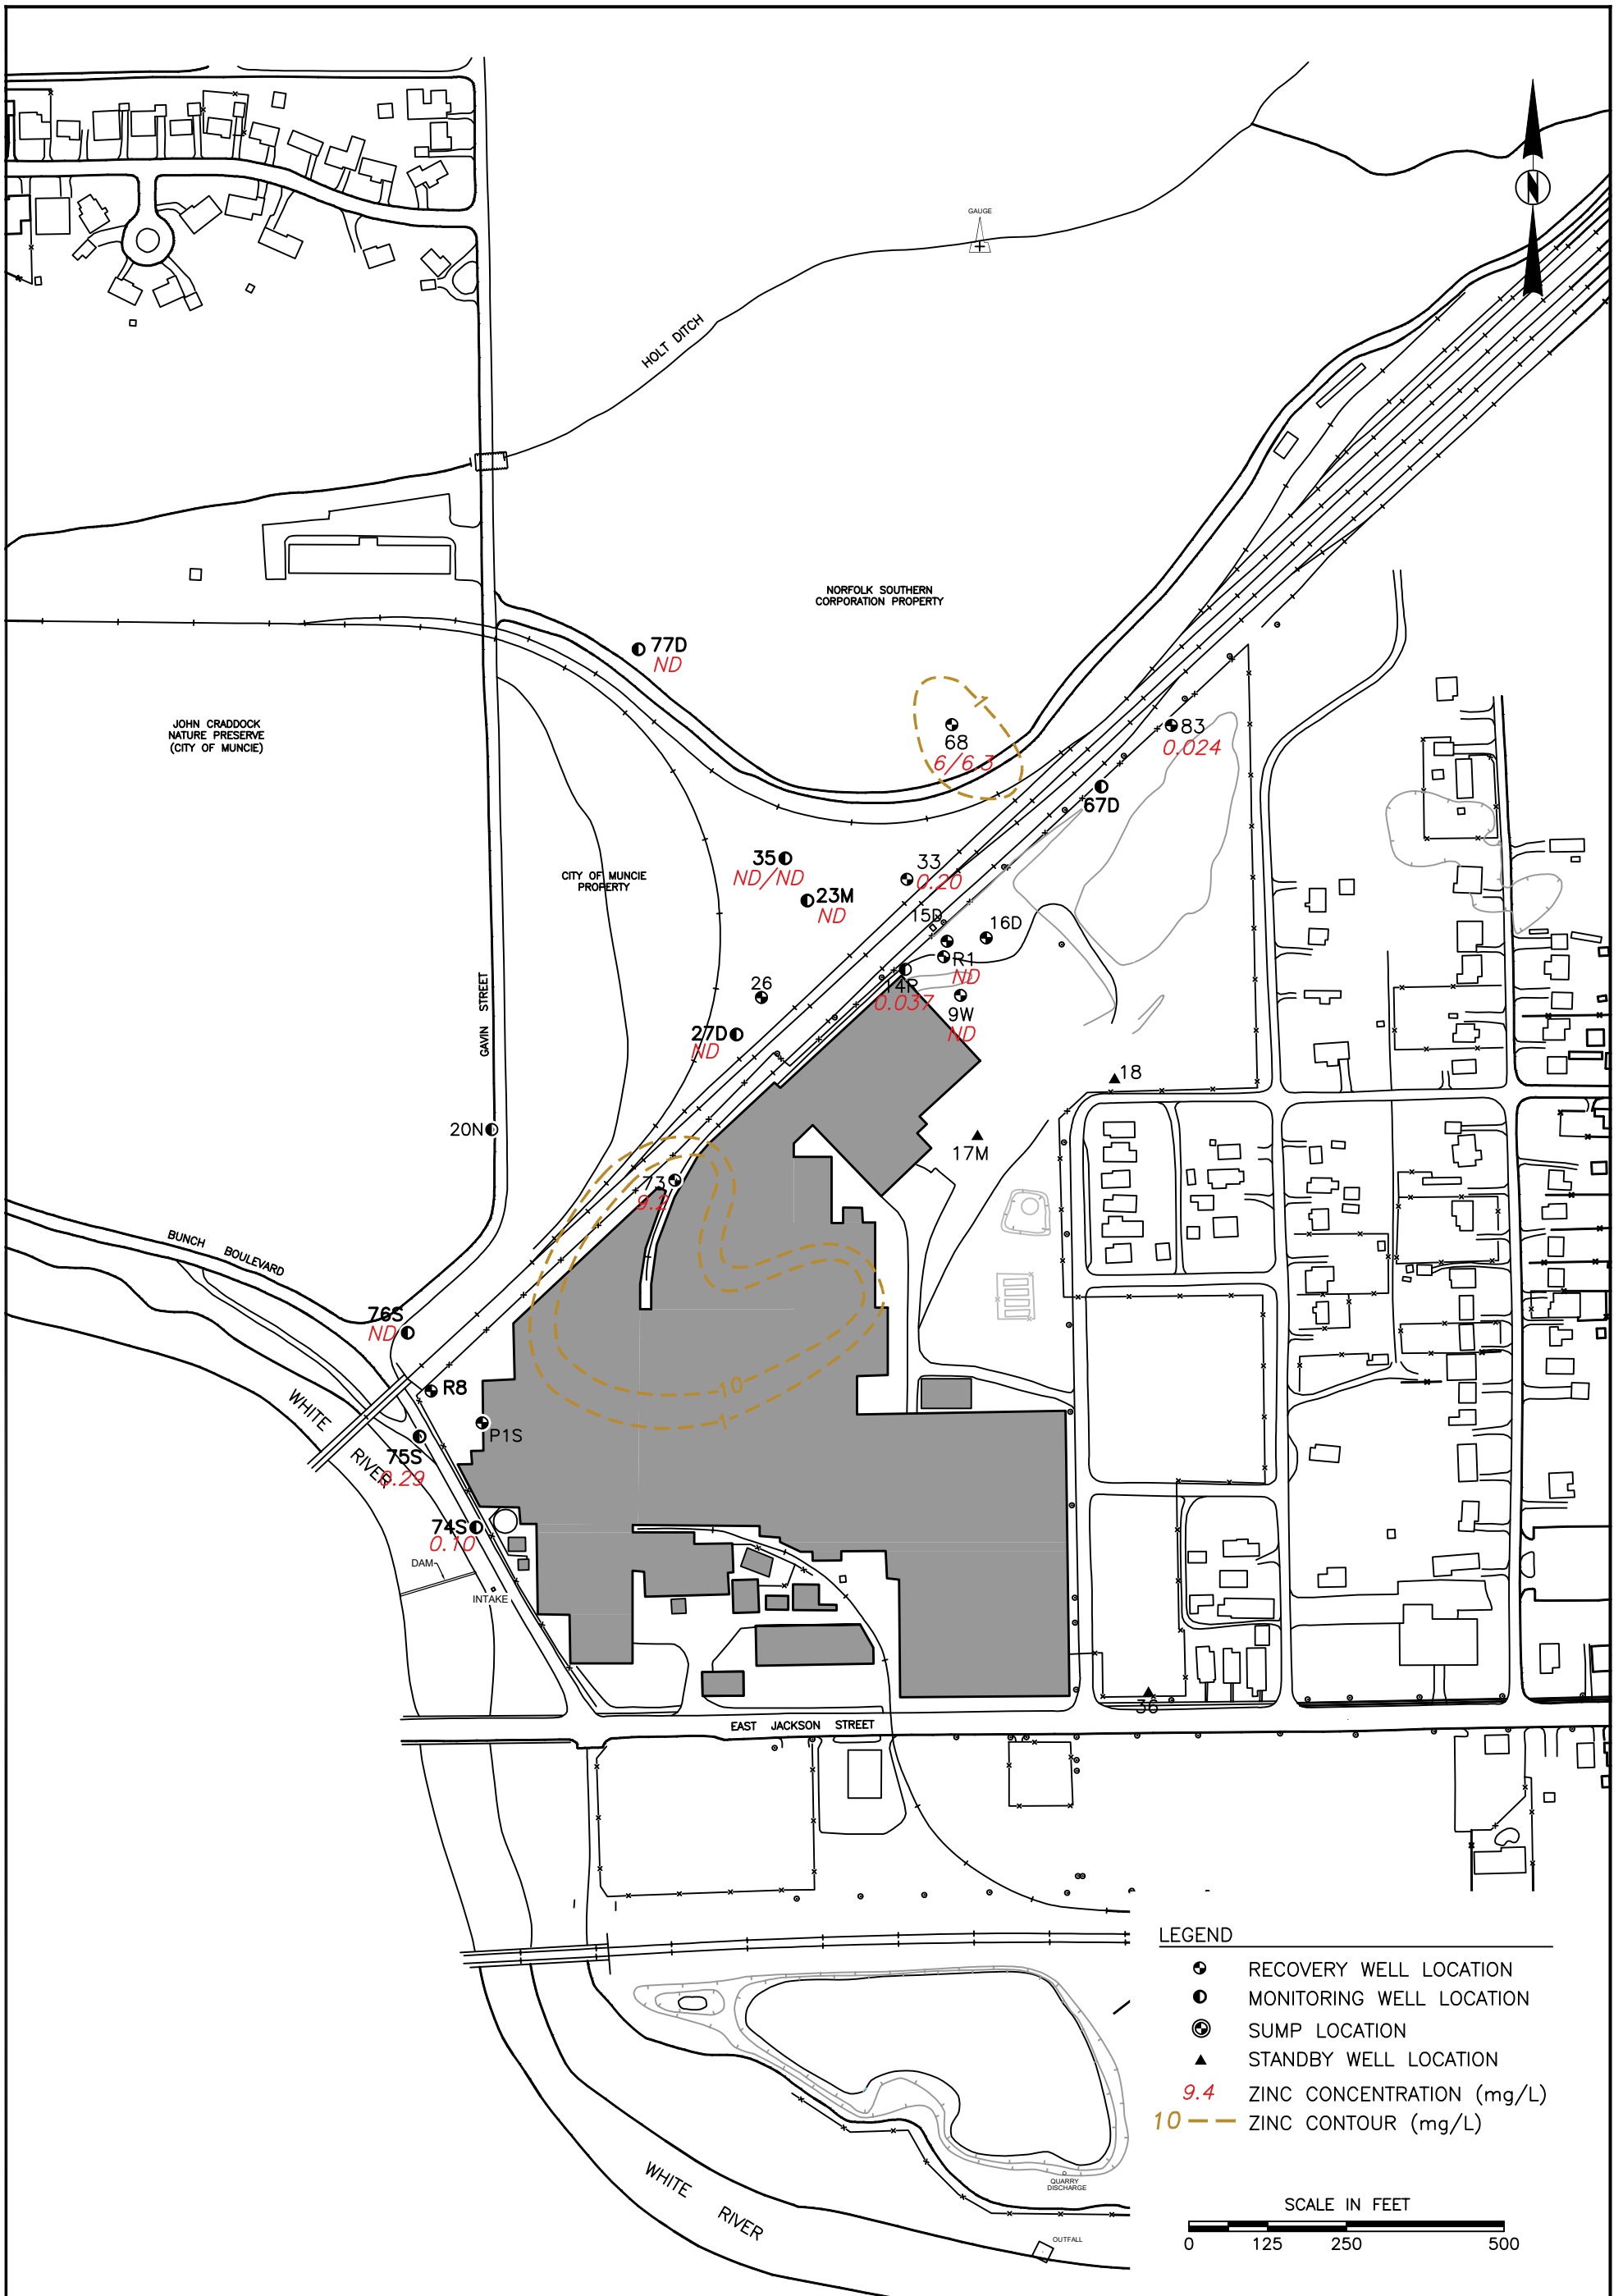 GAUGE
N
HOLT DITCH
NORFOLK SOUTHERN
CORPORATION PROPERTY
77D
ND
JOHN CRADDOCK
NATURE PRESERVE
(CITY OF MUNCIE)
1
68
6/6.3
83
0.024
67D
35
ND/ND
CITY OF MUNCIE
PROPERTY
23M
ND
33
0.20
15D
16D
R1
ND
14R
0.037
9W
ND
26
27D
ND
GAVIN STREET
18
20N
17M
73
9.2
BUNCH BOULEVARD
76S
ND
10
1
R8
P1S
WHITE RIVER
75S
0.29
74S
0.10
DAM
INTAKE
36
EAST JACKSON STREET
LEGEND
RECOVERY WELL LOCATION
MONITORING WELL LOCATION
SUMP LOCATION
STANDBY WELL LOCATION
9.4 ZINC CONCENTRATION (mg/L)
10 ZINC CONTOUR (mg/L)
QUARRY
DISCHARGE
WHITE RIVER
OUTFALL
SCALE IN FEET
0 125 250 500